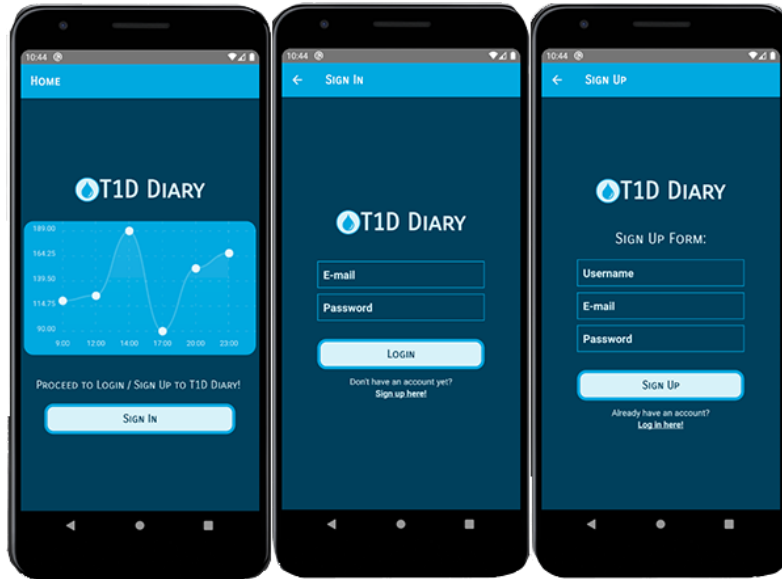 10:44
Home
T1D Diary
189.00
164.25
139.50
114.75
90.00
9:00 12:00 14:00 17:00 20:00 23:00
Proceed to Login / Sign Up to T1D Diary!
Sign In
10:44
Sign In
T1D Diary
E-mail
Password
Login
Don't have an account yet?
Sign up here!
10:44
Sign Up
T1D Diary
Sign Up Form:
Username
E-mail
Password
Sign Up
Already have an account?
Log in here!